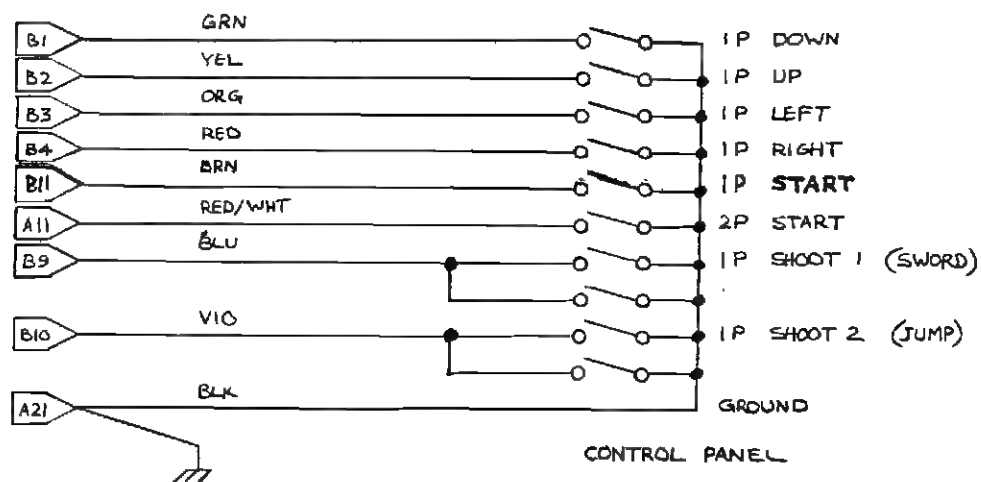 GRN
B1 1P DOWN
YEL
B2 1P UP
ORG
B3 1P LEFT
RED
B4 1P RIGHT
BRN
B11 1P START
RED/WHT
A11 2P START
BLU
B9 1P SHOOT 1 (SWORD)
VIO
B10 1P SHOOT 2 (JUMP)
BLK
A21 GROUND
CONTROL PANEL